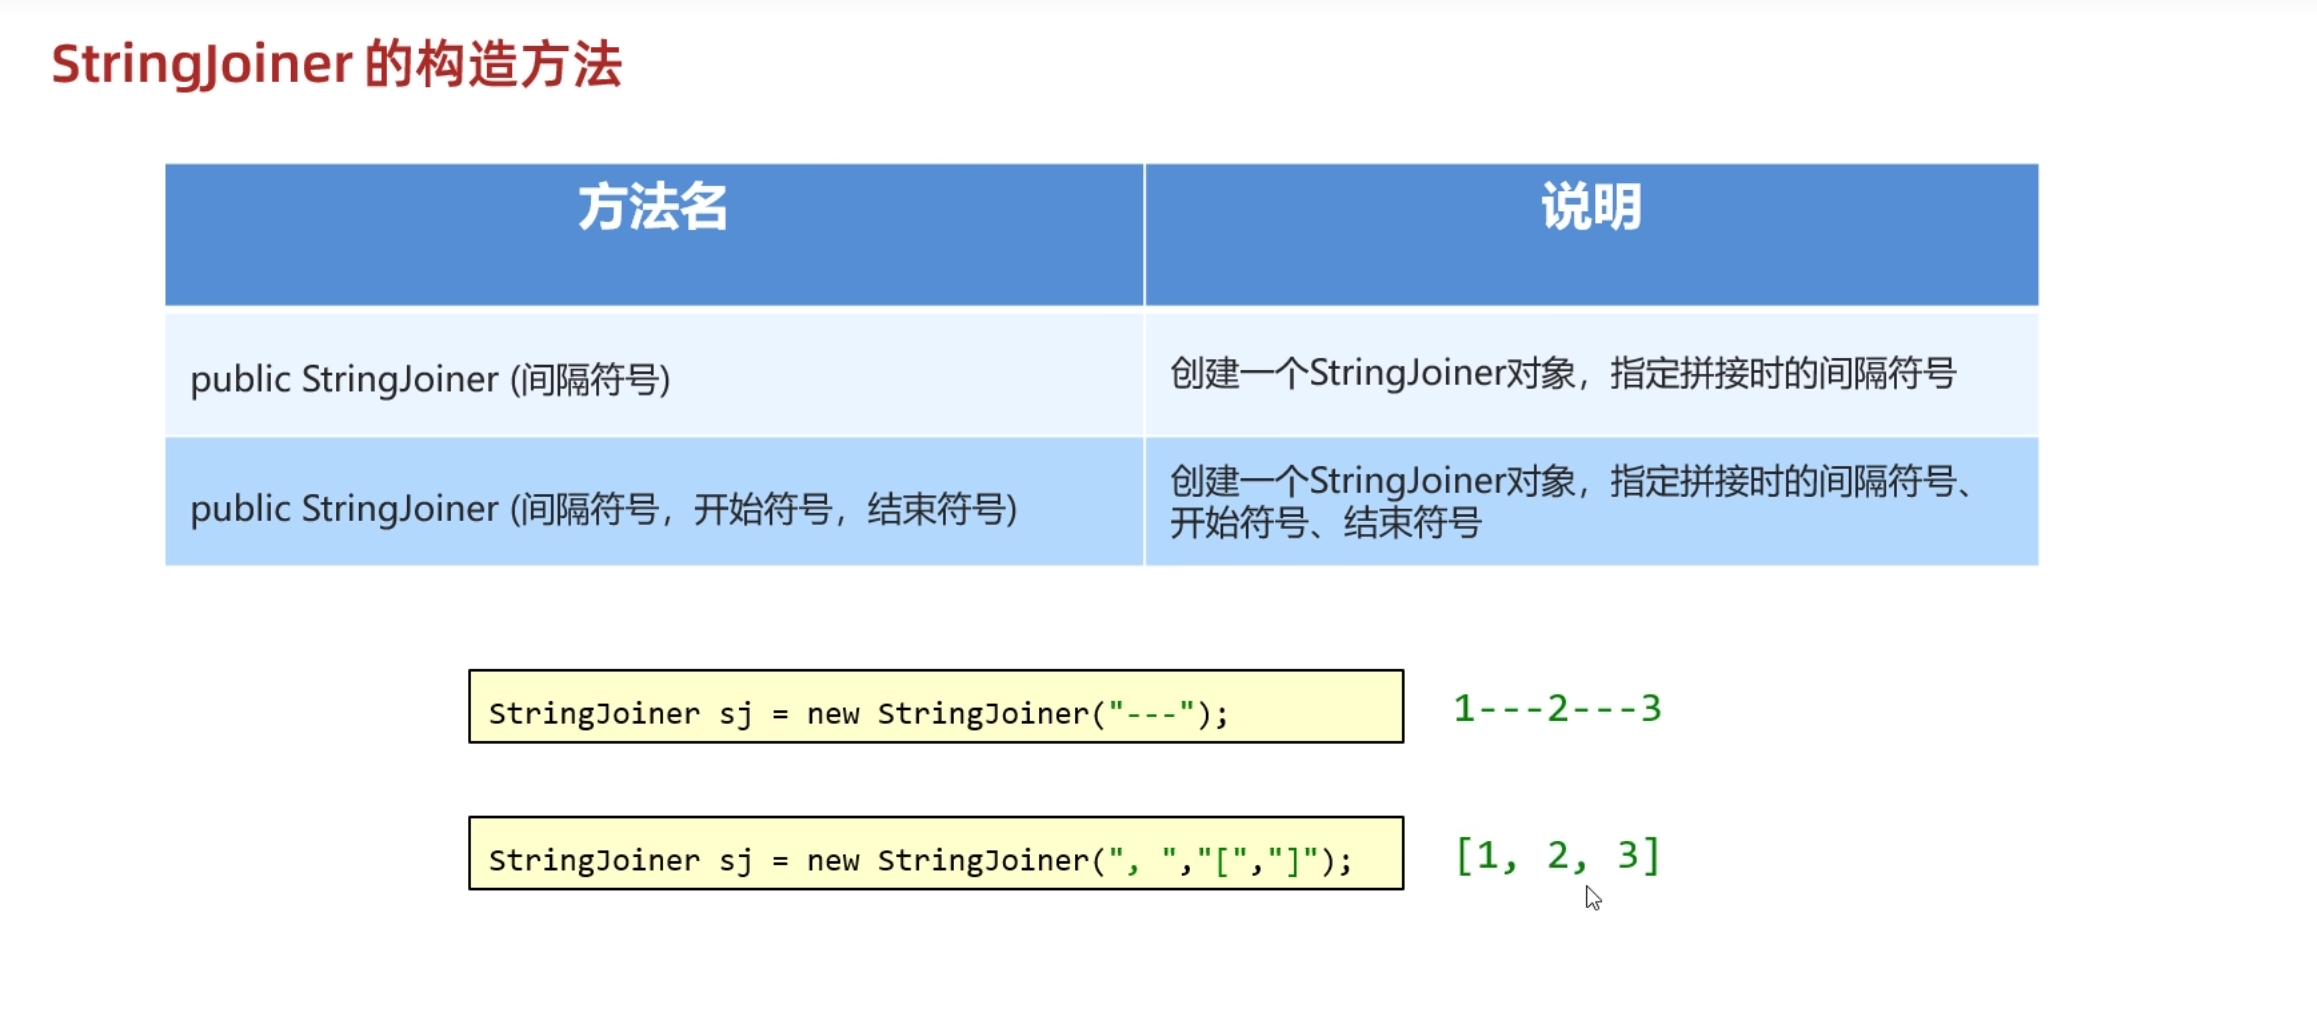 StringJoiner 的构造方法
方法名
说明
public StringJoiner (间隔符号)
创建一个StringJoiner对象，指定拼接时的间隔符号
public StringJoiner (间隔符号，开始符号，结束符号)
创建一个StringJoiner对象，指定拼接时的间隔符号、
开始符号、结束符号
StringJoiner sj = new StringJoiner("---");
1---2---3
StringJoiner sj = new StringJoiner(", ","[","]");
[1, 2, 3]